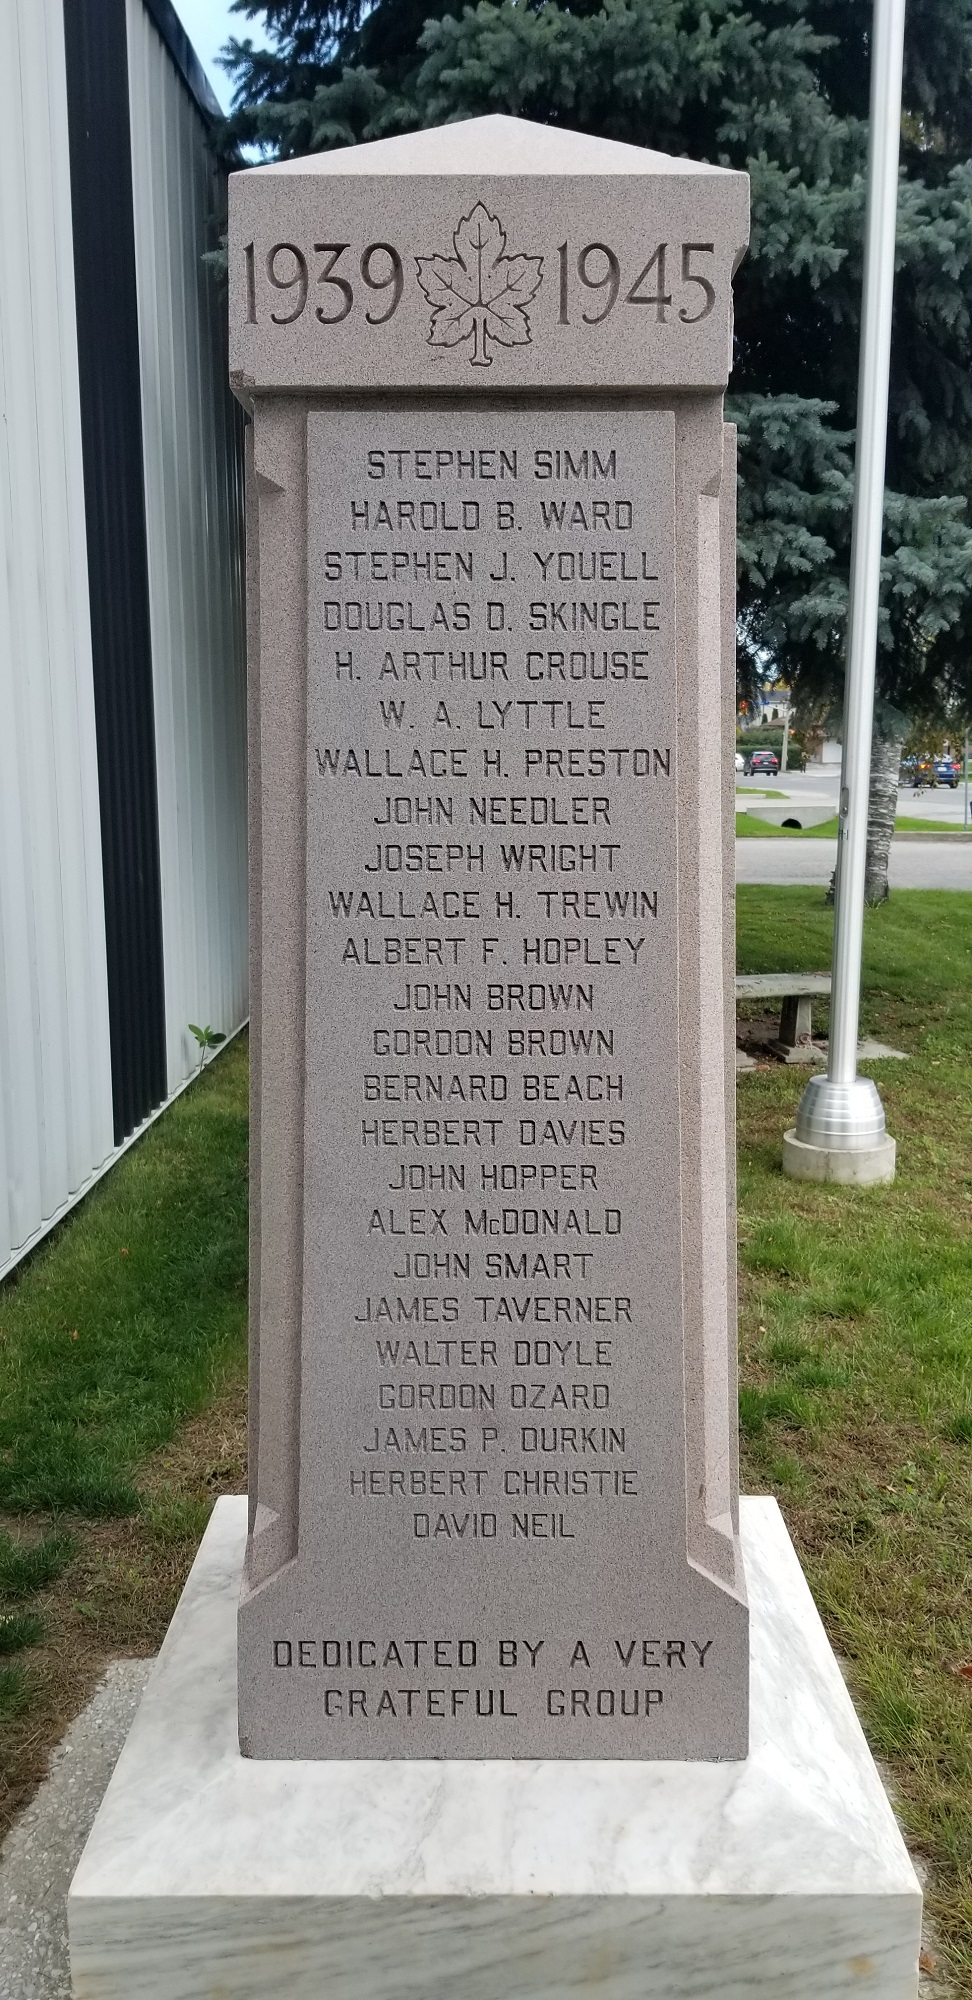 1939 1945
STEPHEN SIMM
HAROLD B. WARD
STEPHEN J. YOUELL
DOUGLAS D. SKINGLE
H. ARTHUR CROUSE
W. A. LYTTLE
WALLACE H. PRESTON
JOHN NEEDLER
JOSEPH WRIGHT
WALLACE H. TREWIN
ALBERT F. HOPLEY
JOHN BROWN
GORDON BROWN
BERNARD BEACH
HERBERT DAVIES
JOHN HOPPER
ALEX McDONALD
JOHN SMART
JAMES TAVERNER
WALTER DOYLE
GORDON OZARD
JAMES P. DURKIN
HERBERT CHRISTIE
DAVID NEIL
DEDICATED BY A VERY
GRATEFUL GROUP